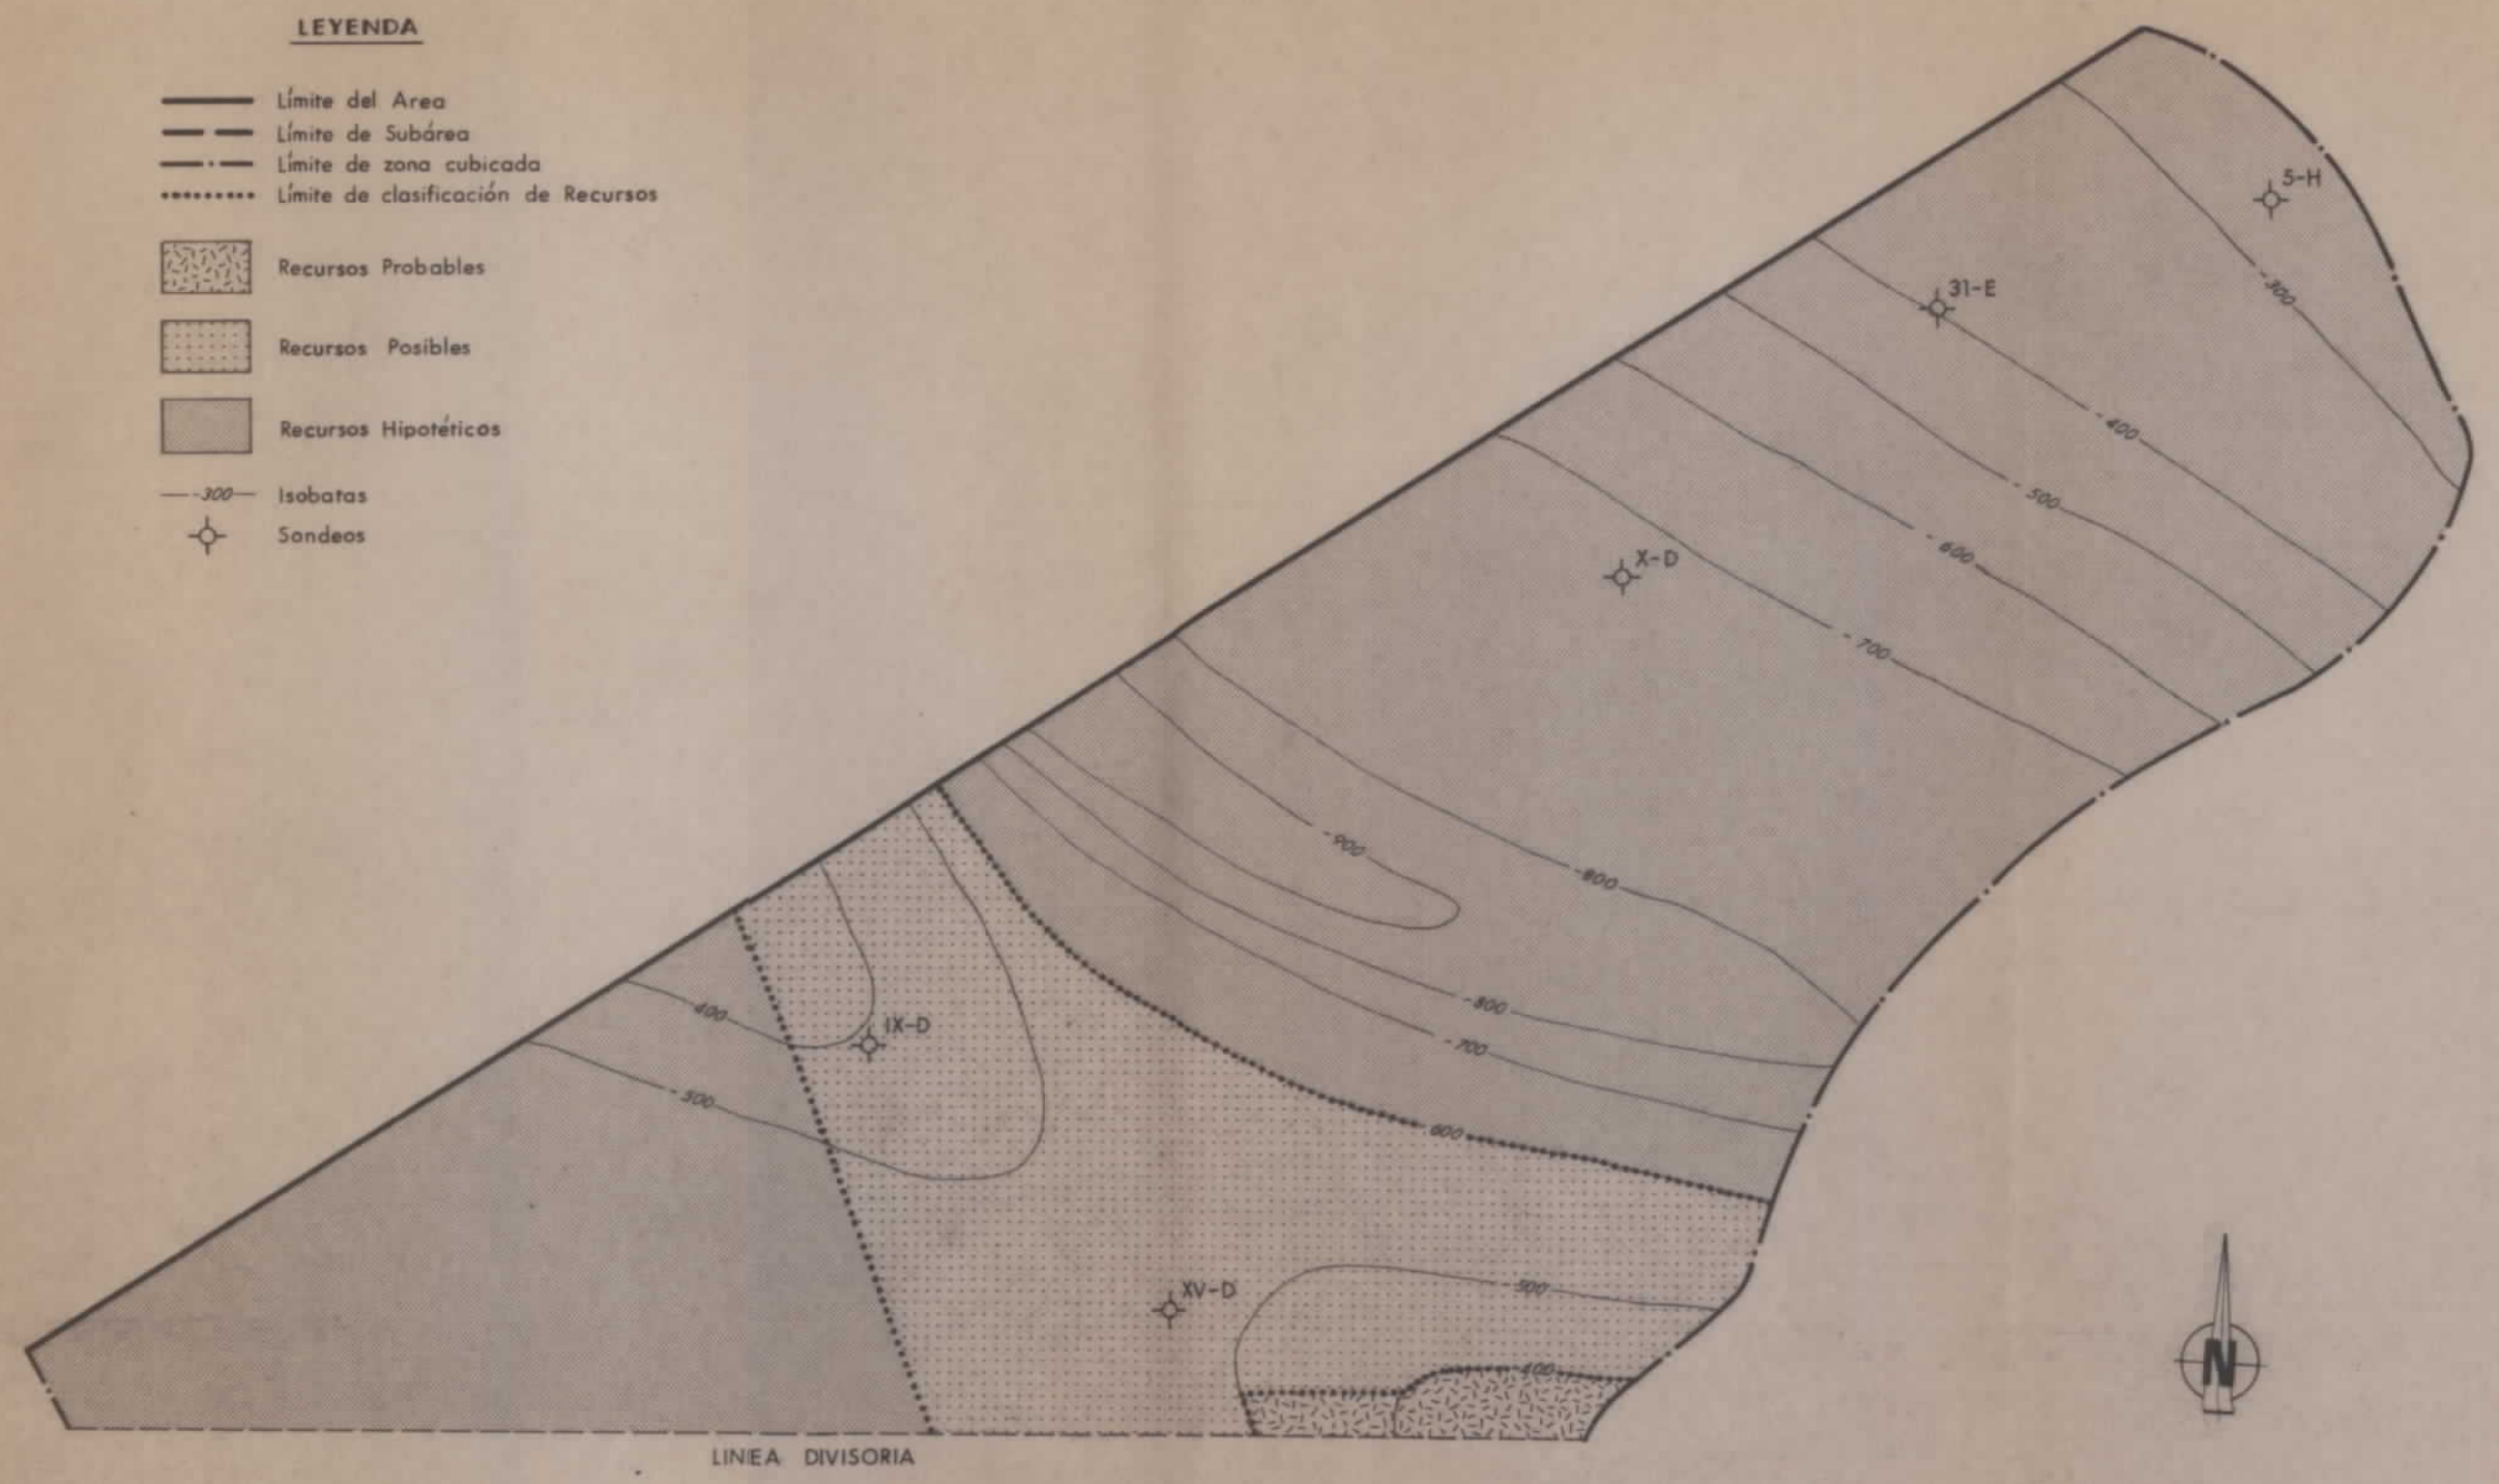 LEYENDA
Límite del Area
Límite de Subárea
Límite de zona cubicada
Límite de clasificación de Recursos
Recursos Probables
Recursos Posibles
Recursos Hipotéticos
-300 Isobatas
Sondeos
5-H
-300
31-E
-400
-500
-600
X-D
-700
-900
-800
-800
-700
-400
IX-D
-500
-600
XV-D
-500
-400
LINEA DIVISORIA
N